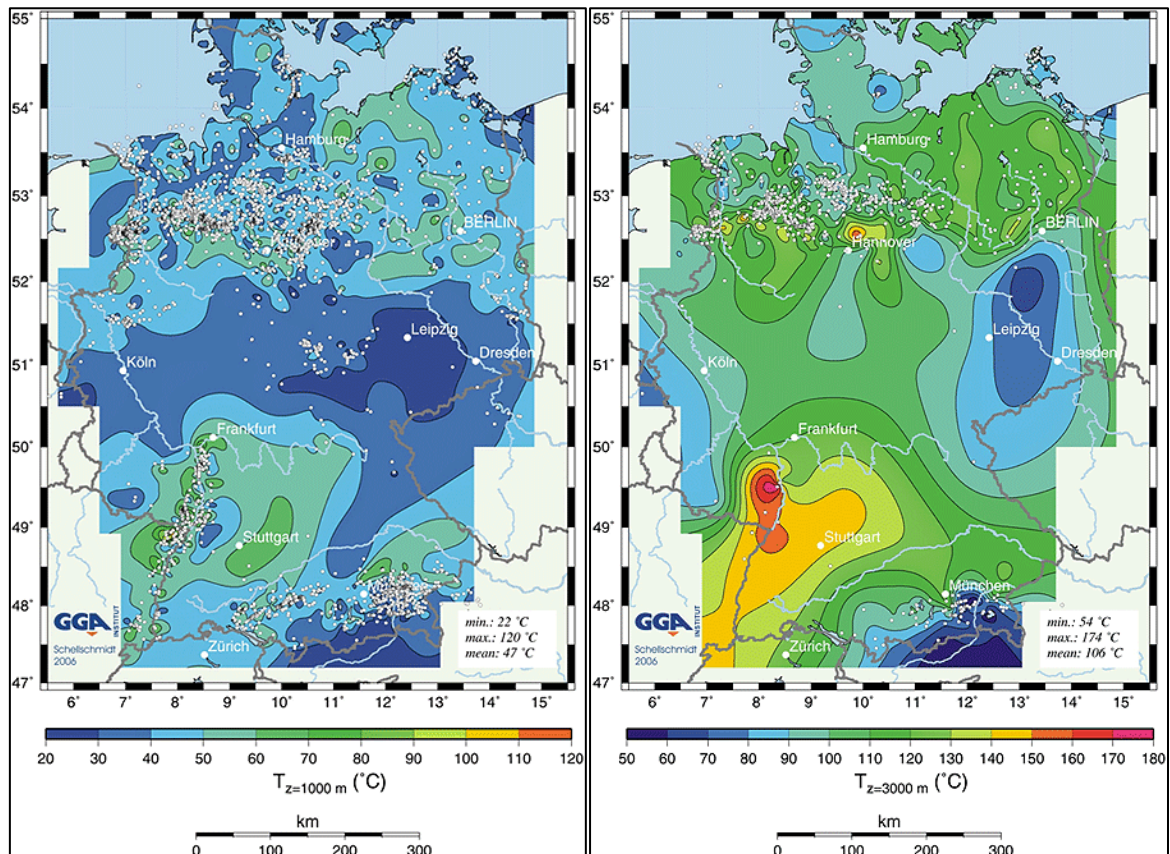 55°
54°
53°
52°
51°
50°
49°
48°
47°
Hamburg
BERLIN
Hannover
Leipzig
Köln
Dresden
Frankfurt
Stuttgart
München
Zürich
GGA
INSTITUT
Schellschmidt
2006
min.: 22 °C
max.: 120 °C
mean: 47 °C
6° 7° 8° 9° 10° 11° 12° 13° 14° 15°
20 30 40 50 60 70 80 90 100 110 120
T z=1000 m (°C)
km
0 100 200 300
55°
54°
53°
52°
51°
50°
49°
48°
47°
Hamburg
BERLIN
Hannover
Leipzig
Köln
Dresden
Frankfurt
Stuttgart
München
Zürich
GGA
INSTITUT
Schellschmidt
2006
min.: 54 °C
max.: 174 °C
mean: 106 °C
6° 7° 8° 9° 10° 11° 12° 13° 14° 15°
50 60 70 80 90 100 110 120 130 140 150 160 170 180
T z=3000 m (°C)
km
0 100 200 300